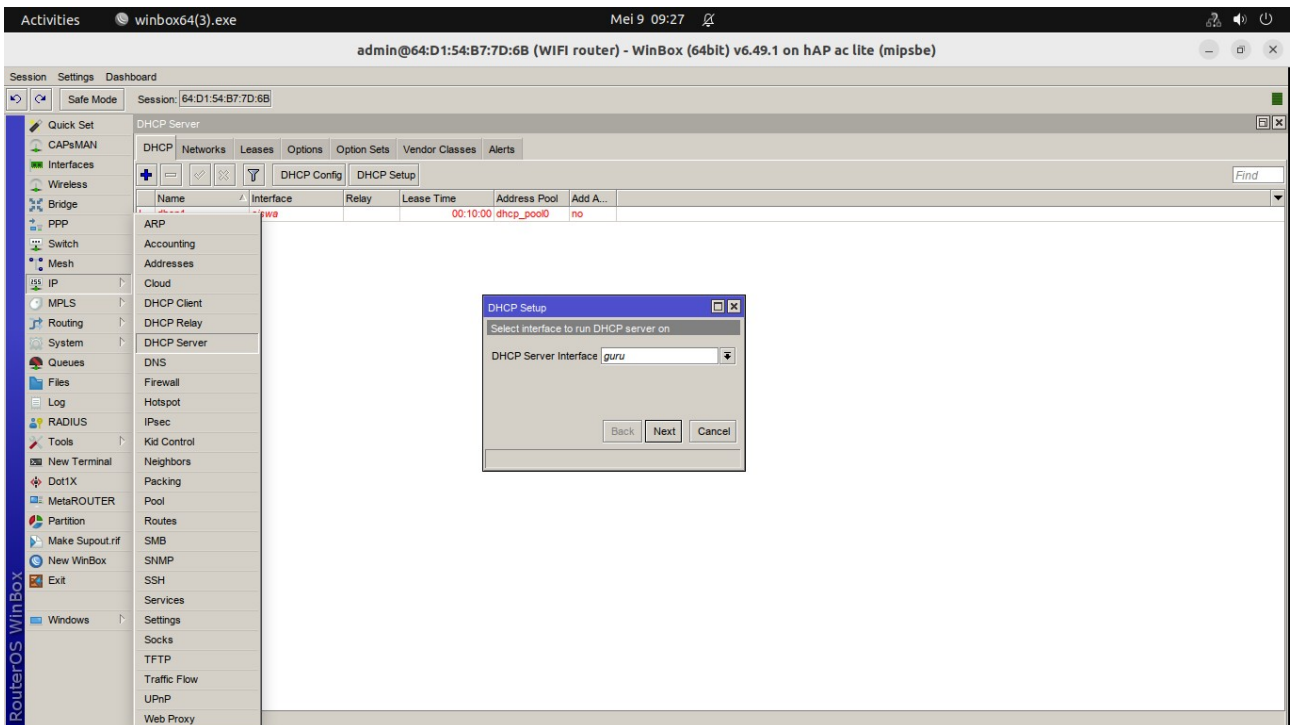 Activities winbox64(3).exe Mei 9 09:27
admin@64:D1:54:B7:7D:6B (WIFI router) - WinBox (64bit) v6.49.1 on hAP ac lite (mipsbe)
Session Settings Dashboard
Safe Mode Session: 64:D1:54:B7:7D:6B
RouterOS WinBox
Quick Set
CAPsMAN
Interfaces
Wireless
Bridge
PPP
Switch
Mesh
IP
MPLS
Routing
System
Queues
Files
Log
RADIUS
Tools
New Terminal
Dot1X
MetaROUTER
Partition
Make Supout.rif
New WinBox
Exit
Windows
DHCP Server
DHCP Networks Leases Options Option Sets Vendor Classes Alerts
DHCP Config DHCP Setup Find
Name Interface Relay Lease Time Address Pool Add A...
00:10:00 dhcp_pool0 no
ARP
Accounting
Addresses
Cloud
DHCP Client
DHCP Relay
DHCP Server
DNS
Firewall
Hotspot
IPsec
Kid Control
Neighbors
Packing
Pool
Routes
SMB
SNMP
SSH
Services
Settings
Socks
TFTP
Traffic Flow
UPnP
Web Proxy
DHCP Setup
Select interface to run DHCP server on
DHCP Server Interface guru
Back Next Cancel